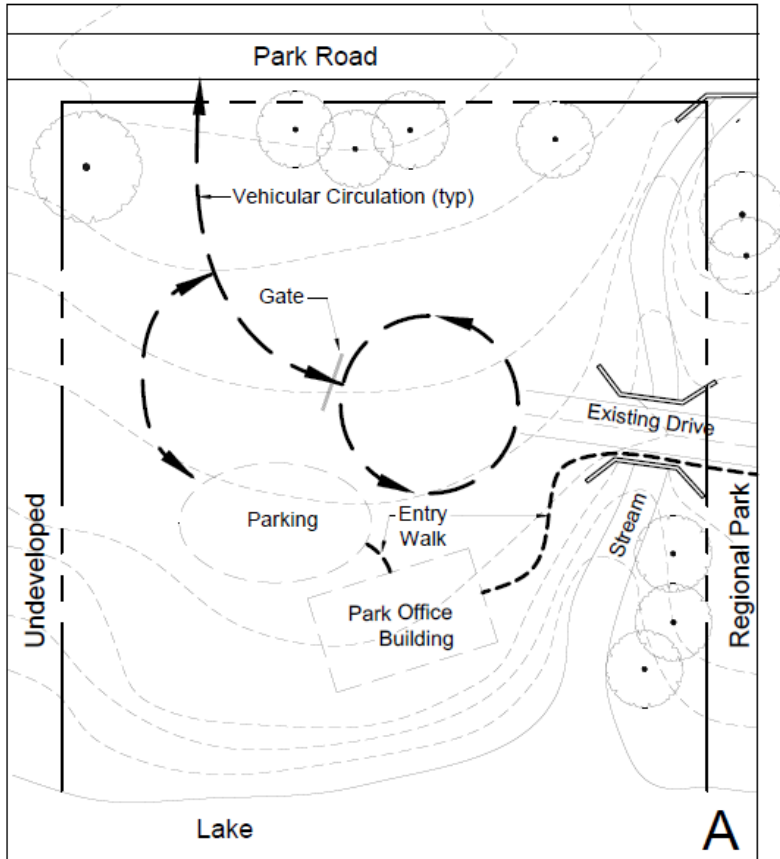 Park Road
Vehicular Circulation (typ)
Gate
Existing Drive
Parking
Entry
Walk
Stream
Park Office
Building
Undeveloped
Regional Park
Lake
A